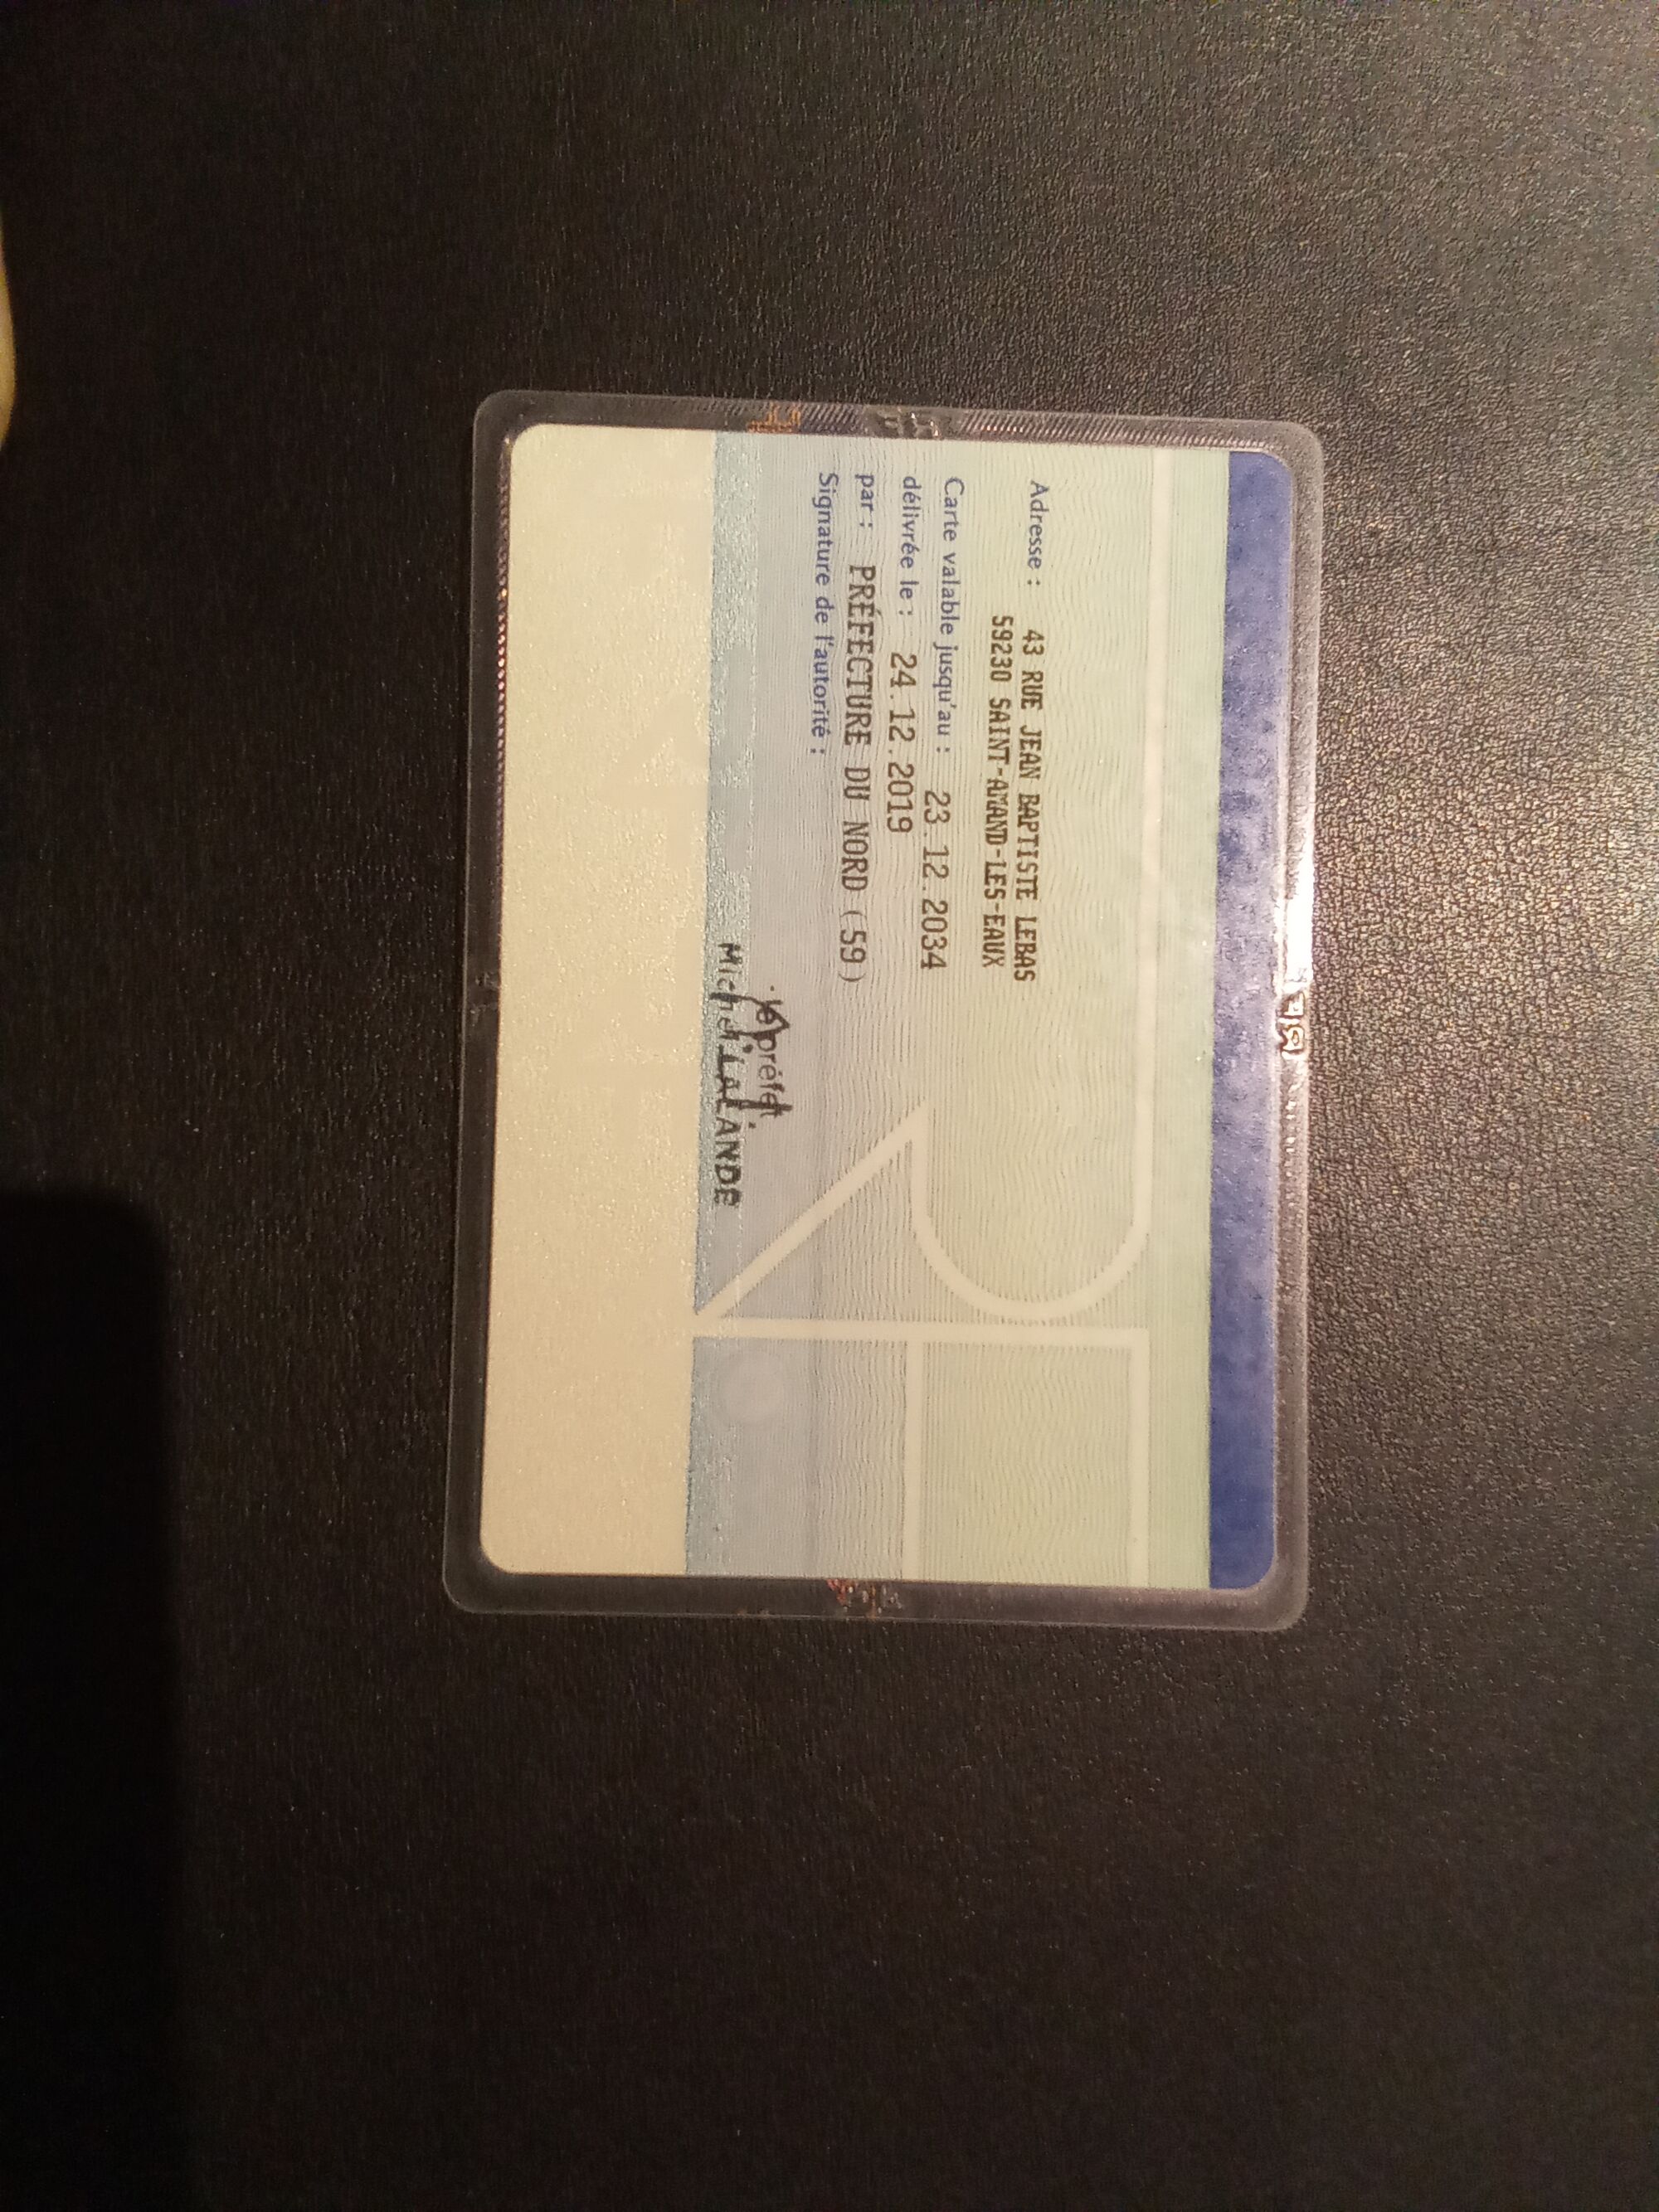 Adresse : 43 RUE JEAN BAPTISTE LEBAS
59230 SAINT-AMAND-LES-EAUX
Carte valable jusqu'au : 23.12.2034
délivrée le : 24.12.2019
par : PRÉFECTURE DU NORD (59)
Signature de l'autorité :
le préfet
Michel LALANDE